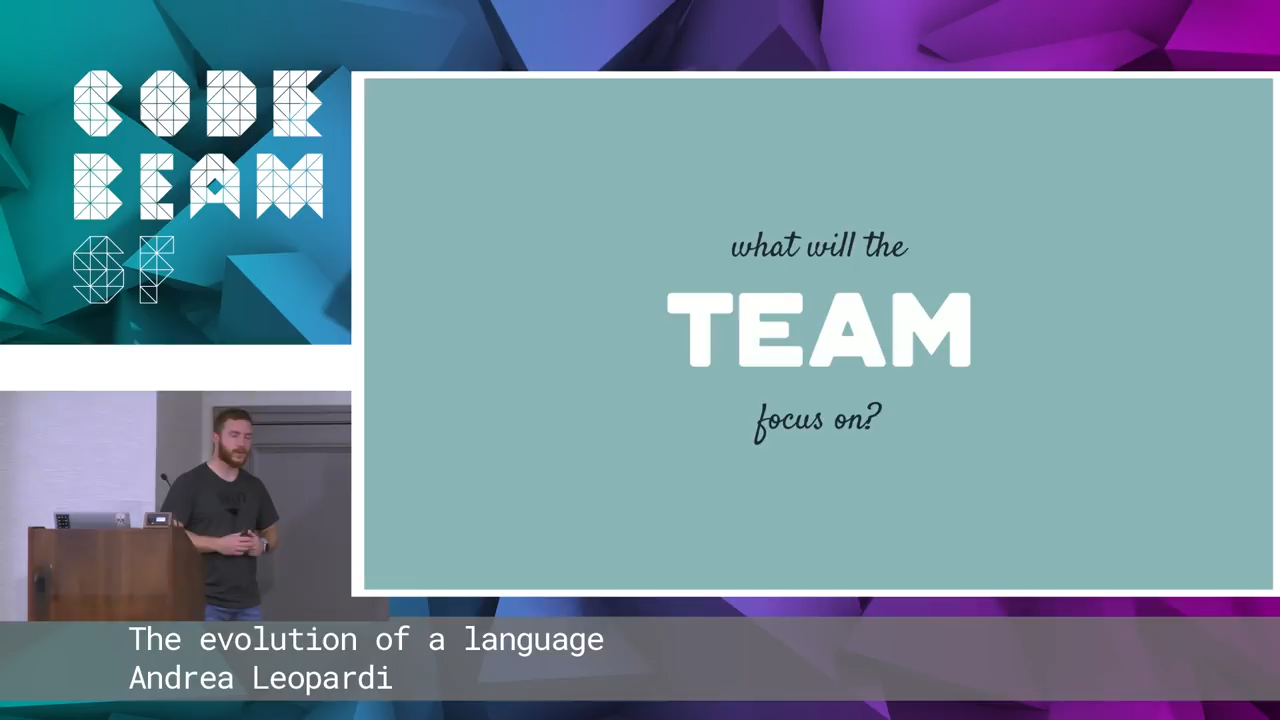 CODE
BEAM
SF
what will the
TEAM
focus on?
The evolution of a language
Andrea Leopardi